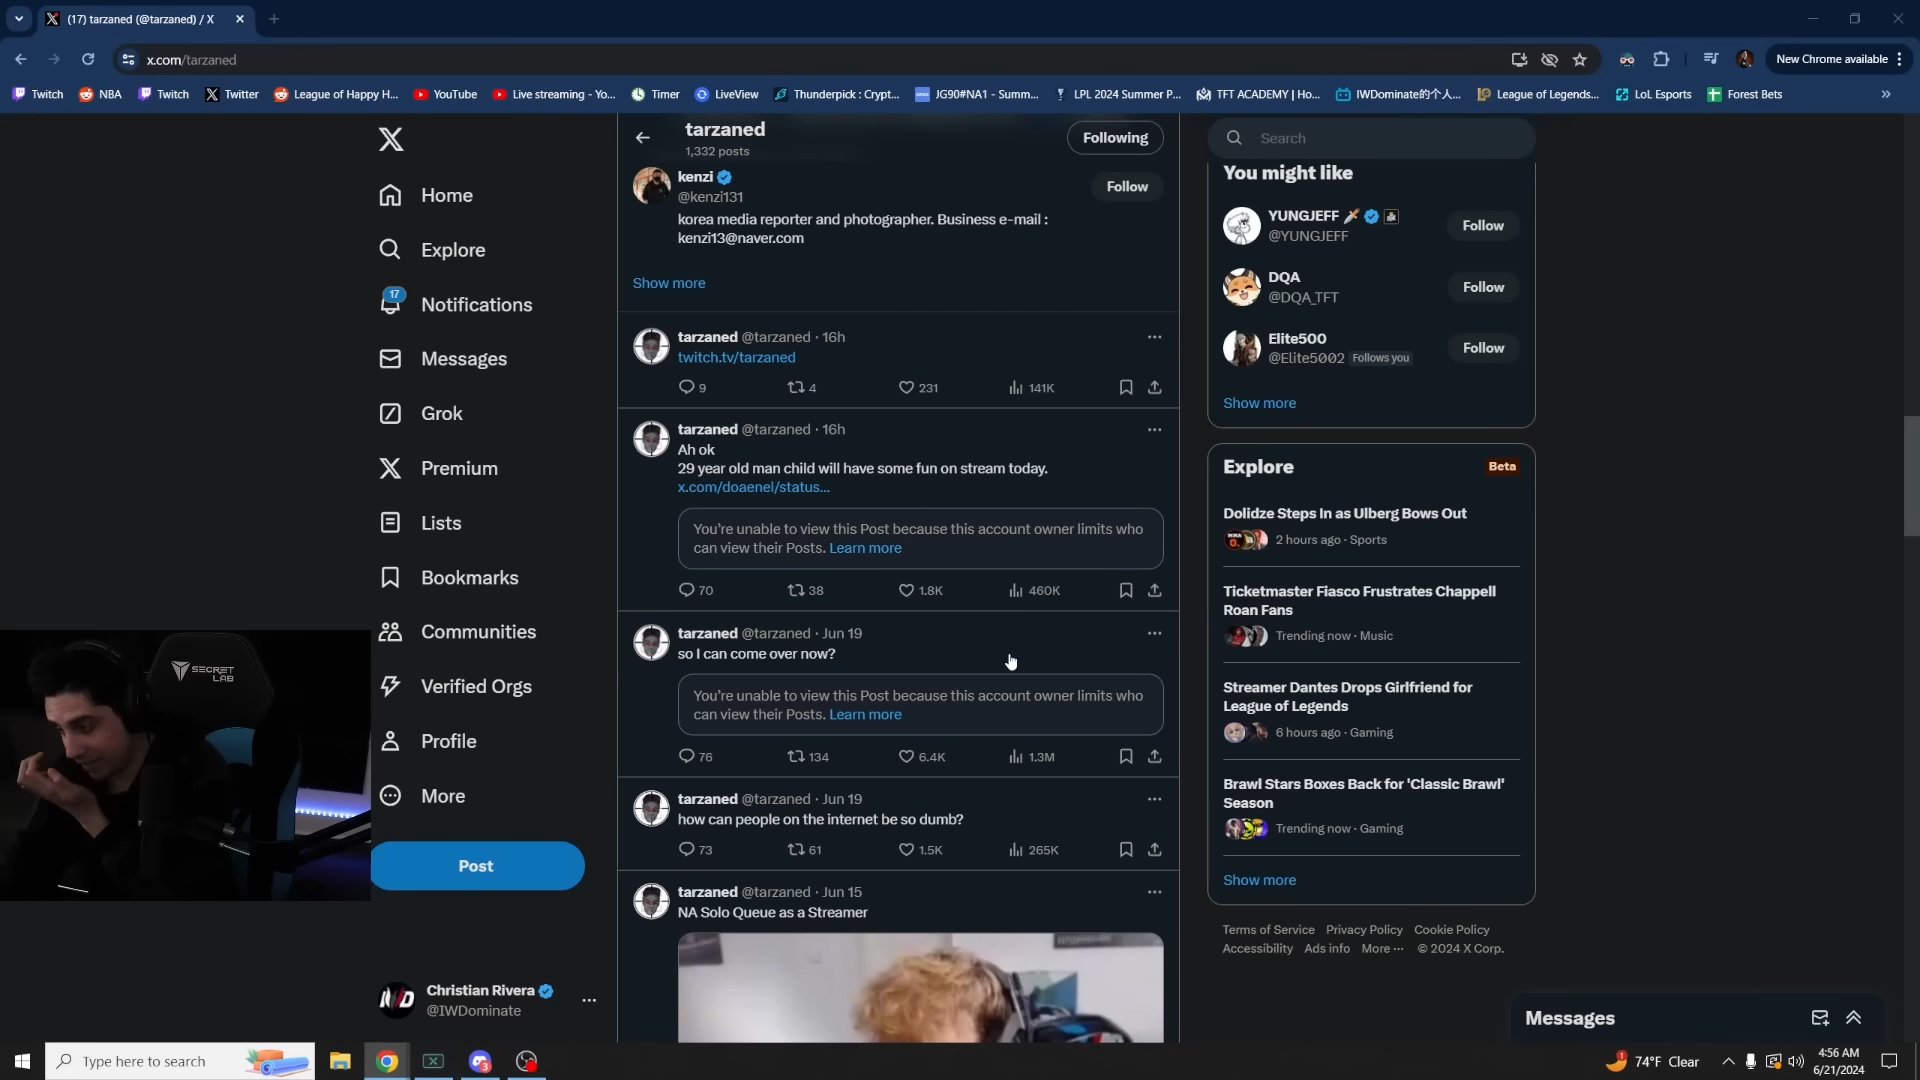 (17) tarzaned (@tarzaned) / X
x.com/tarzaned
New Chrome available
Twitch
NBA
Twitch
Twitter
League of Happy H...
YouTube
Live streaming - Yo...
Timer
LiveView
Thunderpick : Crypt...
JG90#NA1 - Summ...
LPL 2024 Summer P...
TFT ACADEMY | Ho...
IWDominate的个人...
League of Legends...
LoL Esports
Forest Bets
Home
Explore
17
Notifications
Messages
Grok
Premium
Lists
Bookmarks
Communities
Verified Orgs
Profile
More
Post
Christian Rivera
@IWDominate
SECRET
LAB
tarzaned
1,332 posts
Following
kenzi
@kenzi131
Follow
korea media reporter and photographer. Business e-mail :
kenzi13@naver.com
Show more
tarzaned @tarzaned · 16h
twitch.tv/tarzaned
9 4 231 141K
tarzaned @tarzaned · 16h
Ah ok
29 year old man child will have some fun on stream today.
x.com/doaenel/status...
You're unable to view this Post because this account owner limits who
can view their Posts. Learn more
70 38 1.8K 460K
tarzaned @tarzaned · Jun 19
so I can come over now?
You're unable to view this Post because this account owner limits who
can view their Posts. Learn more
76 134 6.4K 1.3M
tarzaned @tarzaned · Jun 19
how can people on the internet be so dumb?
73 61 1.5K 265K
tarzaned @tarzaned · Jun 15
NA Solo Queue as a Streamer
Search
You might like
YUNGJEFF
@YUNGJEFF
Follow
DQA
@DQA_TFT
Follow
Elite500
@Elite5002 Follows you
Follow
Show more
Explore
Beta
Dolidze Steps In as Ulberg Bows Out
2 hours ago · Sports
Ticketmaster Fiasco Frustrates Chappell
Roan Fans
Trending now · Music
Streamer Dantes Drops Girlfriend for
League of Legends
6 hours ago · Gaming
Brawl Stars Boxes Back for 'Classic Brawl'
Season
Trending now · Gaming
Show more
Terms of Service Privacy Policy Cookie Policy
Accessibility Ads info More ··· © 2024 X Corp.
Messages
Type here to search
74°F Clear
4:56 AM
6/21/2024